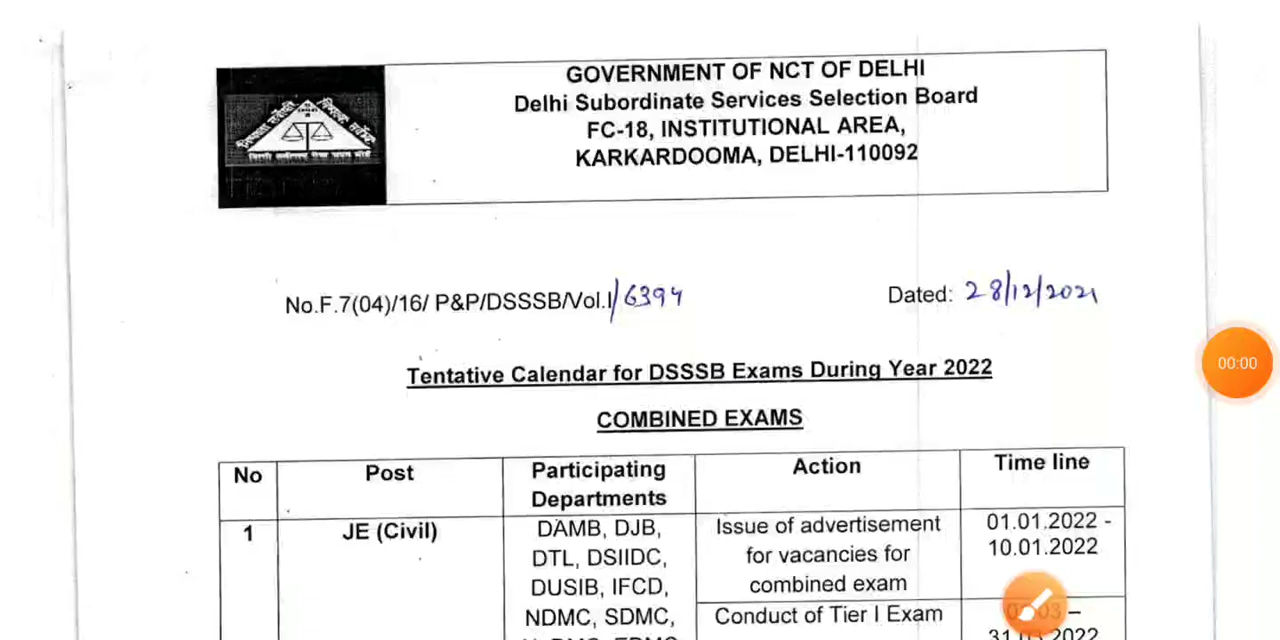 GOVERNMENT OF NCT OF DELHI
Delhi Subordinate Services Selection Board
FC-18, INSTITUTIONAL AREA,
KARKARDOOMA, DELHI-110092
No.F.7(04)/16/ P&P/DSSSB/Vol.I/6394
Dated: 28/12/2021
Tentative Calendar for DSSSB Exams During Year 2022
COMBINED EXAMS
No Post Participating Departments Action Time line
1 JE (Civil)
DAMB, DJB,
DTL, DSIIDC,
DUSIB, IFCD,
NDMC, SDMC,
Issue of advertisement
for vacancies for
combined exam
01.01.2022 -
10.01.2022
Conduct of Tier I Exam
31.03.2022
00:00